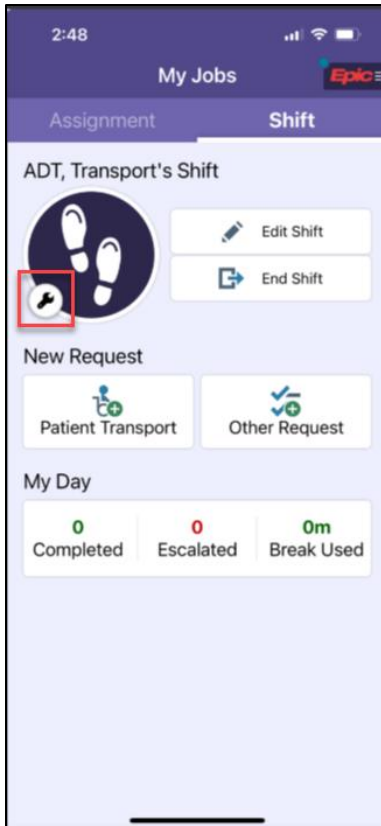 2:48
My Jobs
Epic
Assignment Shift
ADT, Transport's Shift
Edit Shift
End Shift
New Request
Patient Transport Other Request
My Day
0 0 0m
Completed Escalated Break Used